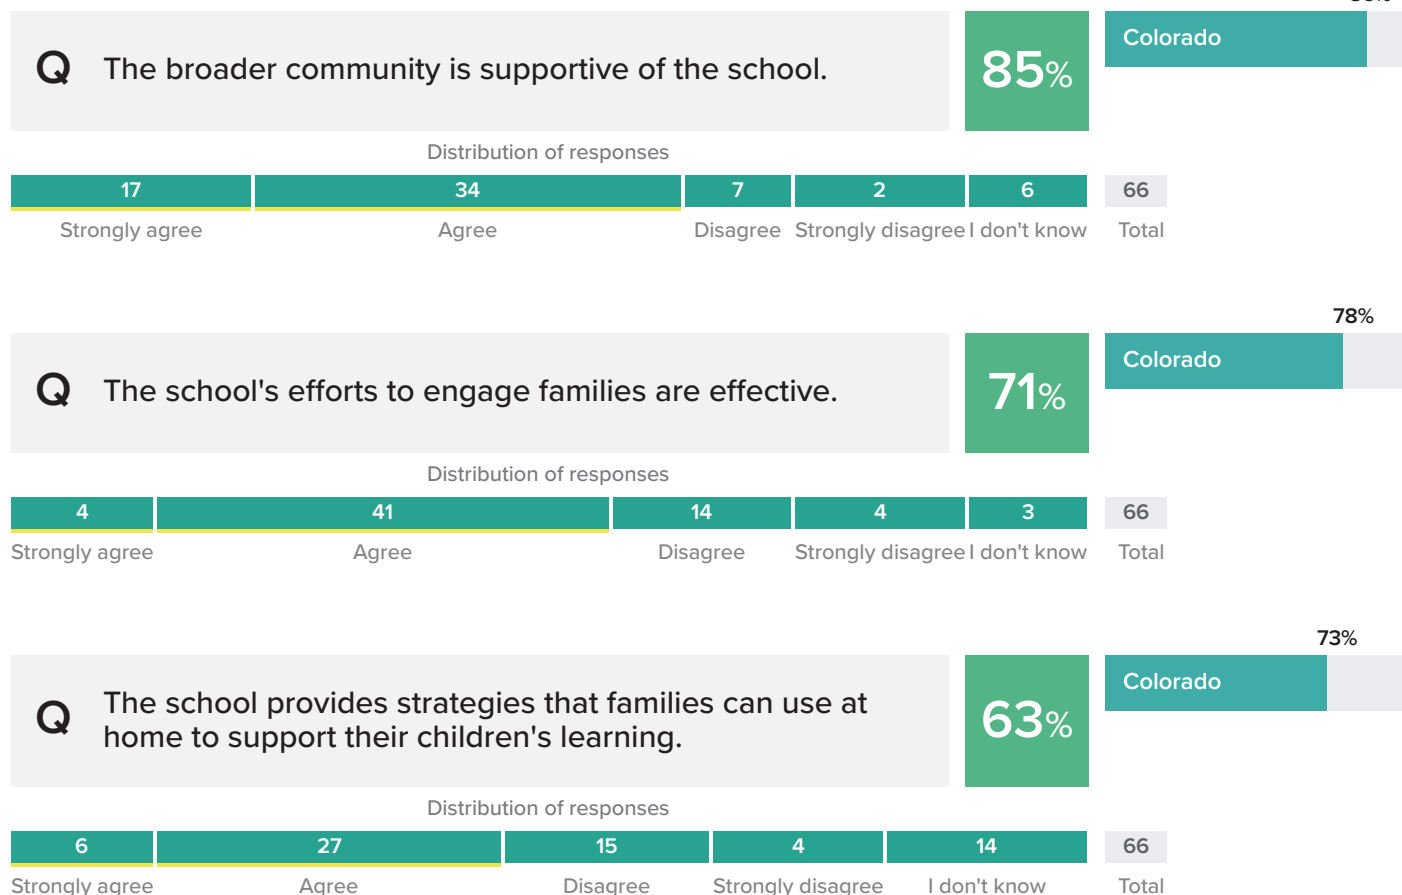 Q The broader community is supportive of the school.
85%
Colorado
Distribution of responses
17 34 7 2 6 66
Strongly agree Agree Disagree Strongly disagree I don't know Total
78%
Q The school's efforts to engage families are effective.
71%
Colorado
Distribution of responses
4 41 14 4 3 66
Strongly agree Agree Disagree Strongly disagree I don't know Total
73%
Q The school provides strategies that families can use at
home to support their children's learning.
63%
Colorado
Distribution of responses
6 27 15 4 14 66
Strongly agree Agree Disagree Strongly disagree I don't know Total